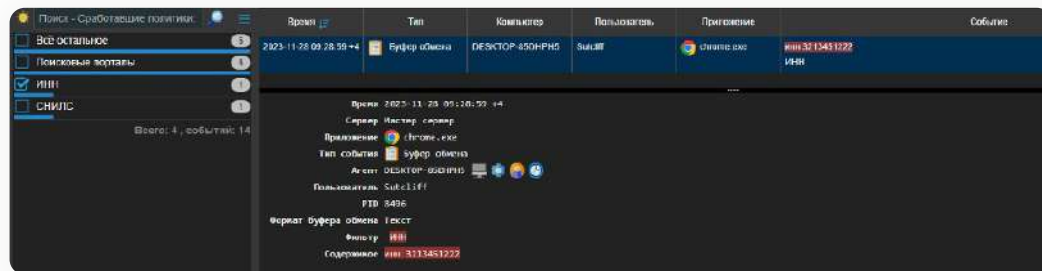 Поиск - Сработавшие политики:
Всё остальное
Поисковые порталы
ИНН 1
СНИЛС
Всего: 4, событий: 14
Время Тип Компьютер Пользователь Приложение Событие
2023-11-28 09:28:59 +4 Буфер обмена DESKTOP-85DHPH5 Sutcliff chrome.exe инн 3213451222
ИНН
Время 2023-11-28 09:28:59 +4
Сервер Мастер сервер
Приложение chrome.exe
Тип события Буфер обмена
Агент DESKTOP-85DHPH5
Пользователь Sutcliff
PID 8496
Формат буфера обмена Текст
Фильтр ИНН
Содержимое инн 3213451222